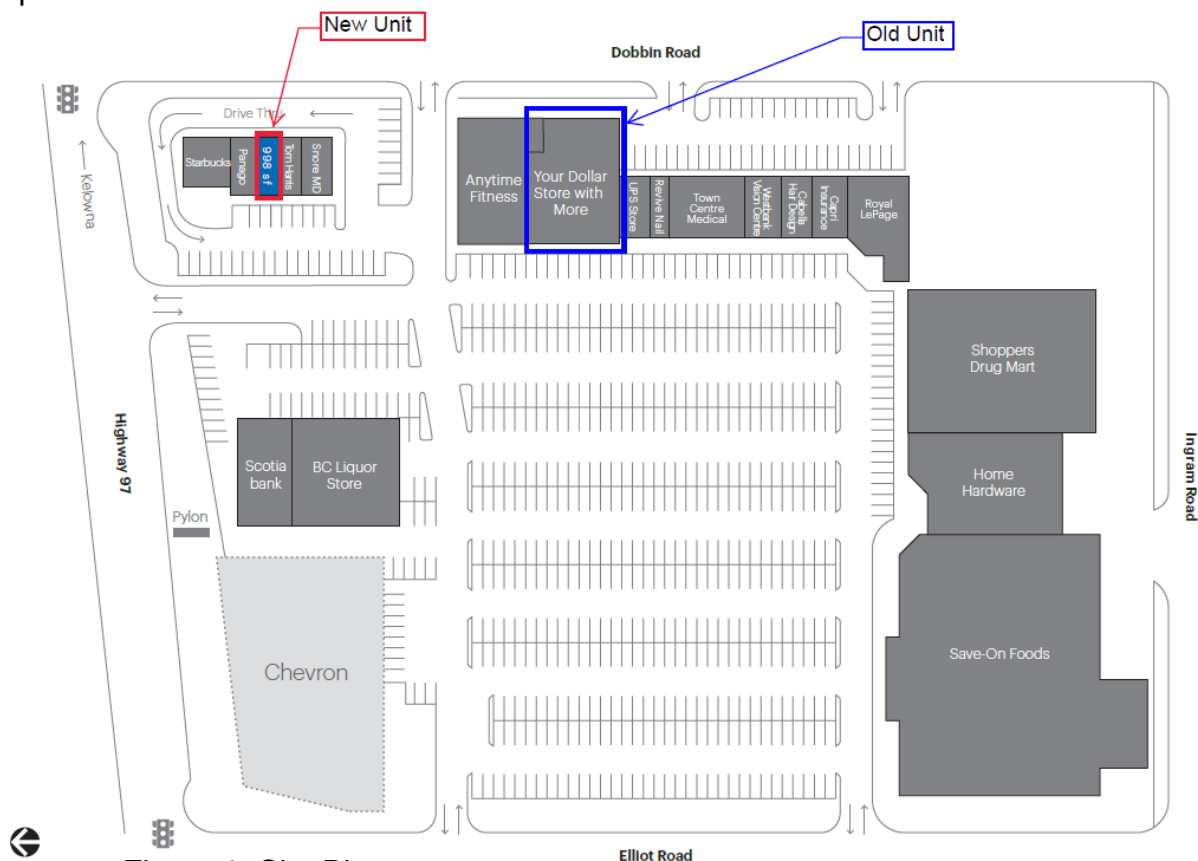 New Unit
Old Unit
Dobbin Road
Drive Thru
Kelowna
Starbucks
Panago
998 sf
Tom Harris
Snore MD
Anytime
Fitness
Your Dollar
Store with
More
UPS Store
Revive Nail
Town
Centre
Medical
Westbank
Vision Centre
Cabella
Hair Design
Capri
Insurance
Royal
LePage
Shoppers
Drug Mart
Highway 97
Scotia
bank
BC Liquor
Store
Home
Hardware
Ingram Road
Pylon
Chevron
Save-On Foods
Elliot Road